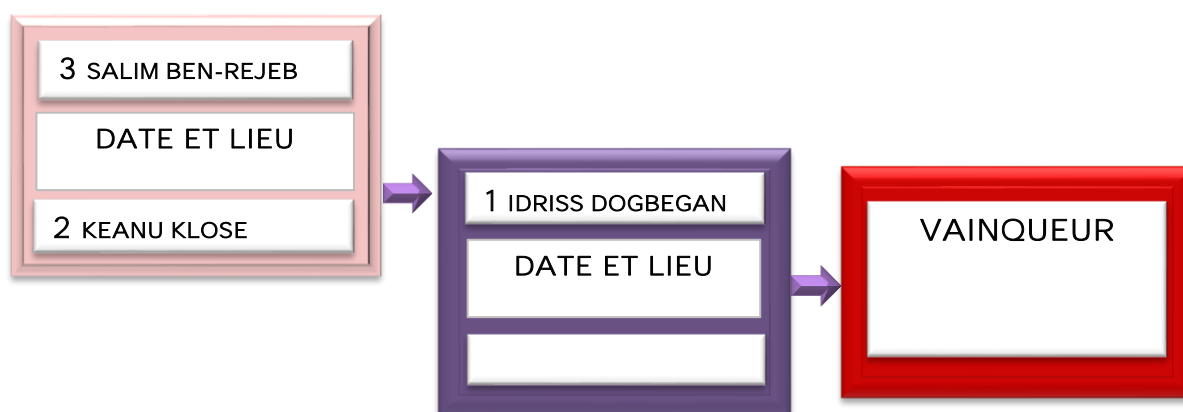 3 SALIM BEN-REJEB
DATE ET LIEU
2 KEANU KLOSE
1 IDRISS DOGBEGAN
DATE ET LIEU
VAINQUEUR